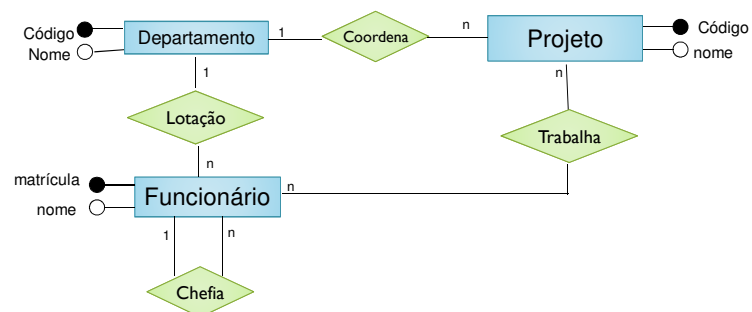 Código
Nome
Departamento
1
Coordena
n
Projeto
Código
nome
1
n
Lotação
Trabalha
n
matrícula
nome
Funcionário
n
1
n
Chefia